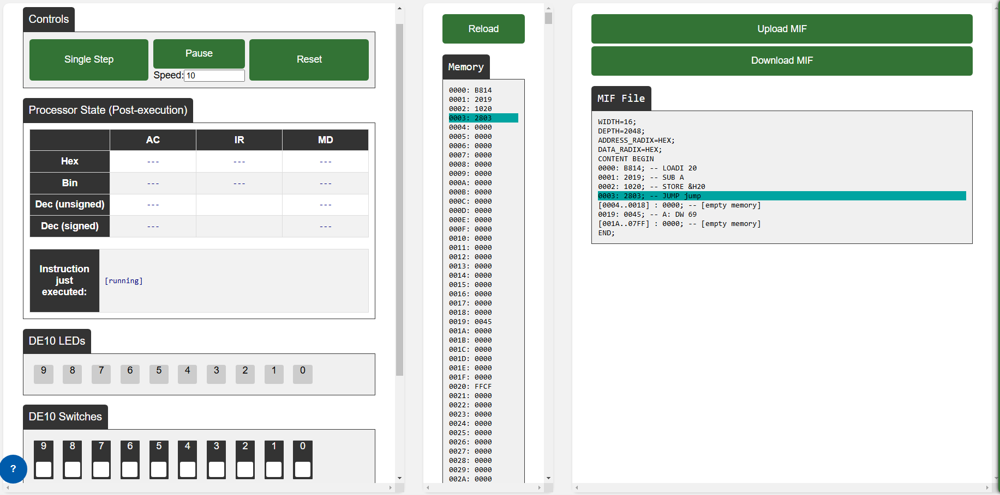 Controls
Single Step
Pause
Speed: 10
Reset
Processor State (Post-execution)
AC IR MD
Hex --- --- ---
Bin --- --- ---
Dec (unsigned) --- ---
Dec (signed) --- ---
Instruction
just
executed:
[running]
DE10 LEDs
9 8 7 6 5 4 3 2 1 0
DE10 Switches
9 8 7 6 5 4 3 2 1 0
?
Reload
Memory
0000: B814
0001: 2019
0002: 1020
0003: 2803
0004: 0000
0005: 0000
0006: 0000
0007: 0000
0008: 0000
0009: 0000
000A: 0000
000B: 0000
000C: 0000
000D: 0000
000E: 0000
000F: 0000
0010: 0000
0011: 0000
0012: 0000
0013: 0000
0014: 0000
0015: 0000
0016: 0000
0017: 0000
0018: 0000
0019: 0045
001A: 0000
001B: 0000
001C: 0000
001D: 0000
001E: 0000
001F: 0000
0020: FFCF
0021: 0000
0022: 0000
0023: 0000
0024: 0000
0025: 0000
0026: 0000
0027: 0000
0028: 0000
0029: 0000
002A: 0000
Upload MIF
Download MIF
MIF File
WIDTH=16;
DEPTH=2048;
ADDRESS_RADIX=HEX;
DATA_RADIX=HEX;
CONTENT BEGIN
0000: B814; -- LOADI 20
0001: 2019; -- SUB A
0002: 1020; -- STORE &H20
0003: 2803; -- JUMP jump
[0004..0018] : 0000; -- [empty memory]
0019: 0045; -- A: DW 69
[001A..07FF] : 0000; -- [empty memory]
END;